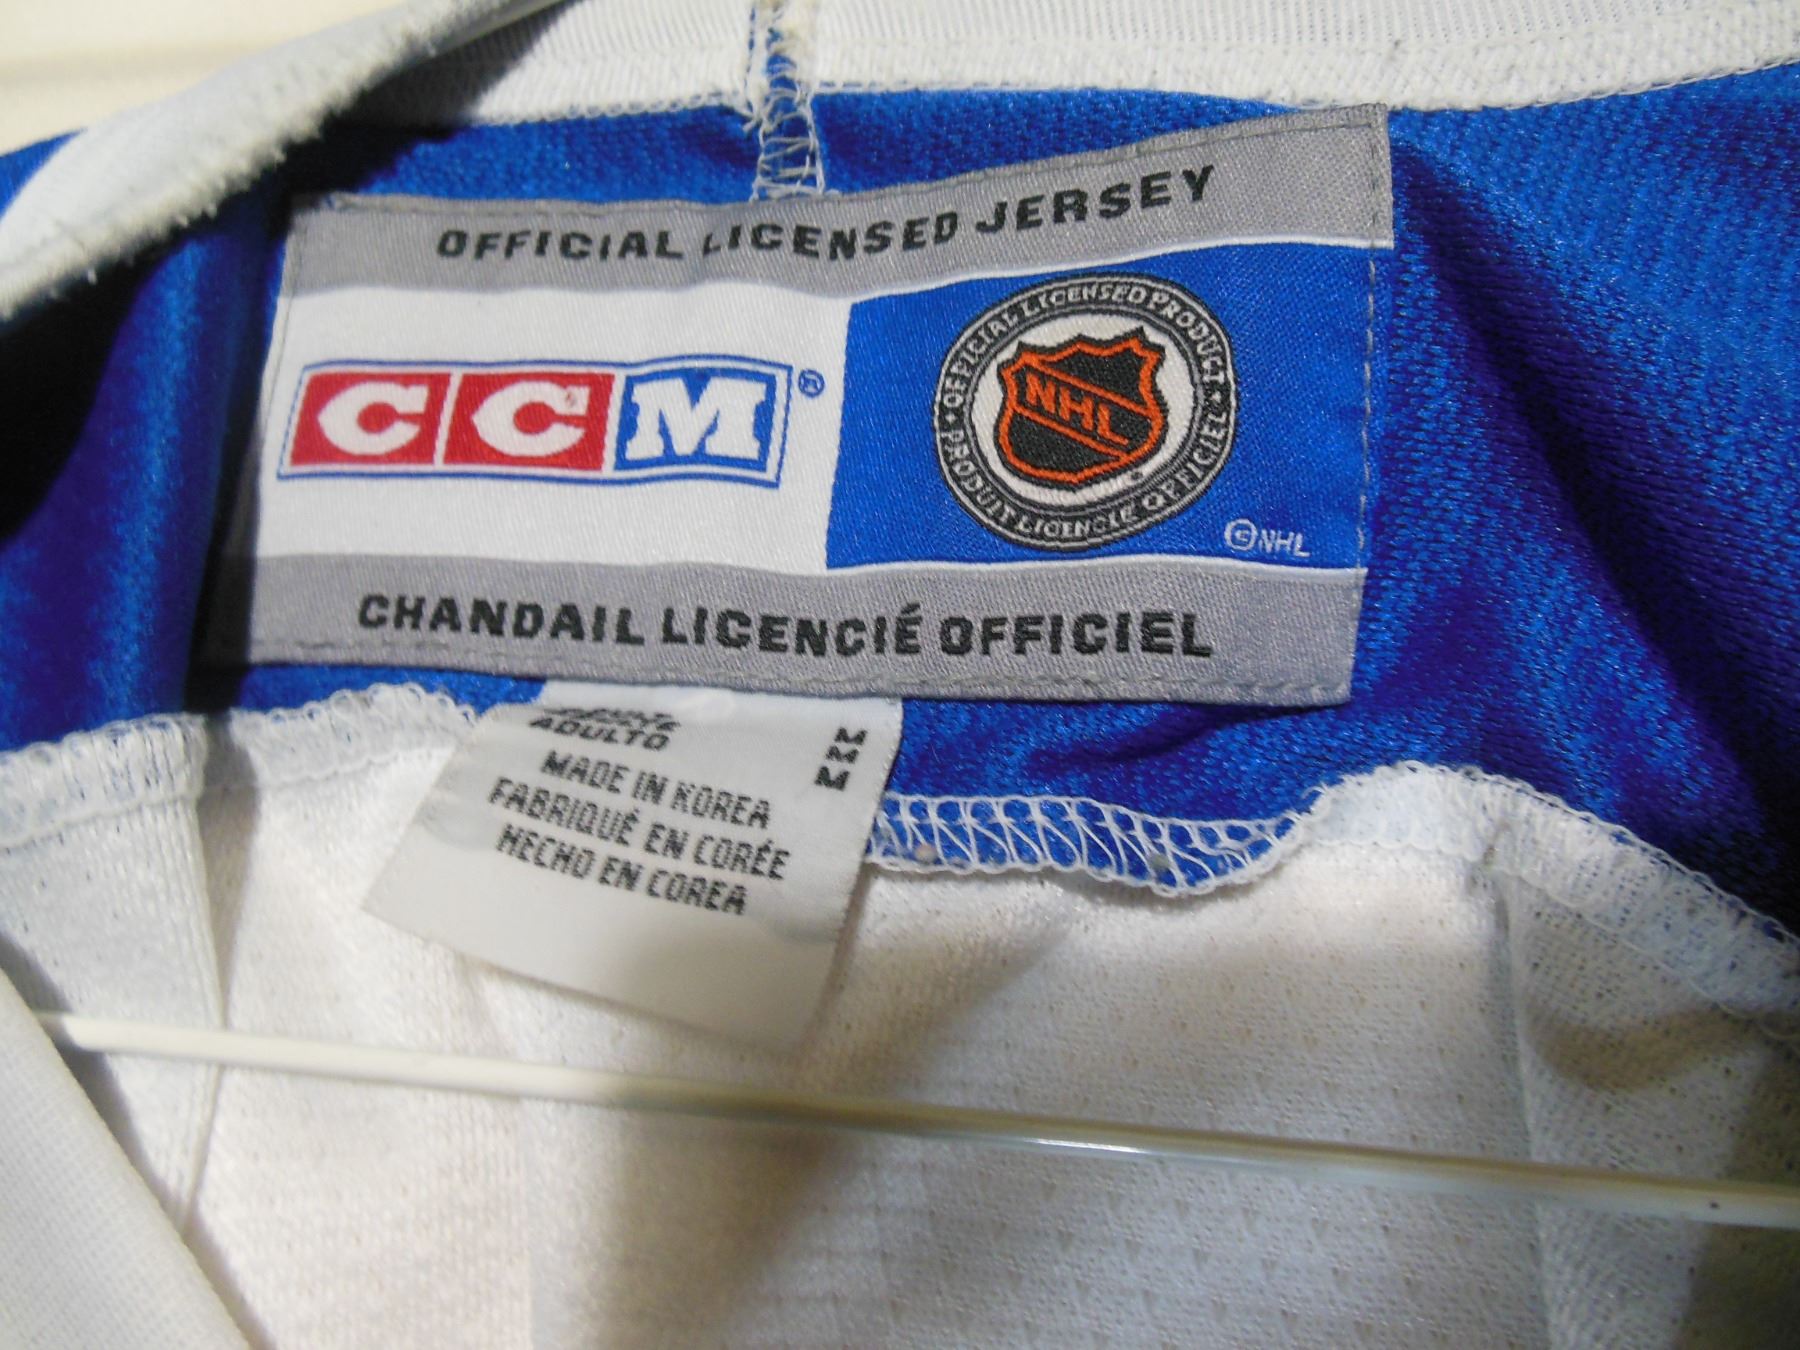 OFFICIAL LICENSED JERSEY
CCM®
OFFICIAL LICENSED PRODUCT
NHL
PRODUIT LICENCIE OFFICIEL
©NHL
CHANDAIL LICENCIÉ OFFICIEL
M
ADULTO M
M
MADE IN KOREA
FABRIQUÉ EN CORÉE
HECHO EN COREA